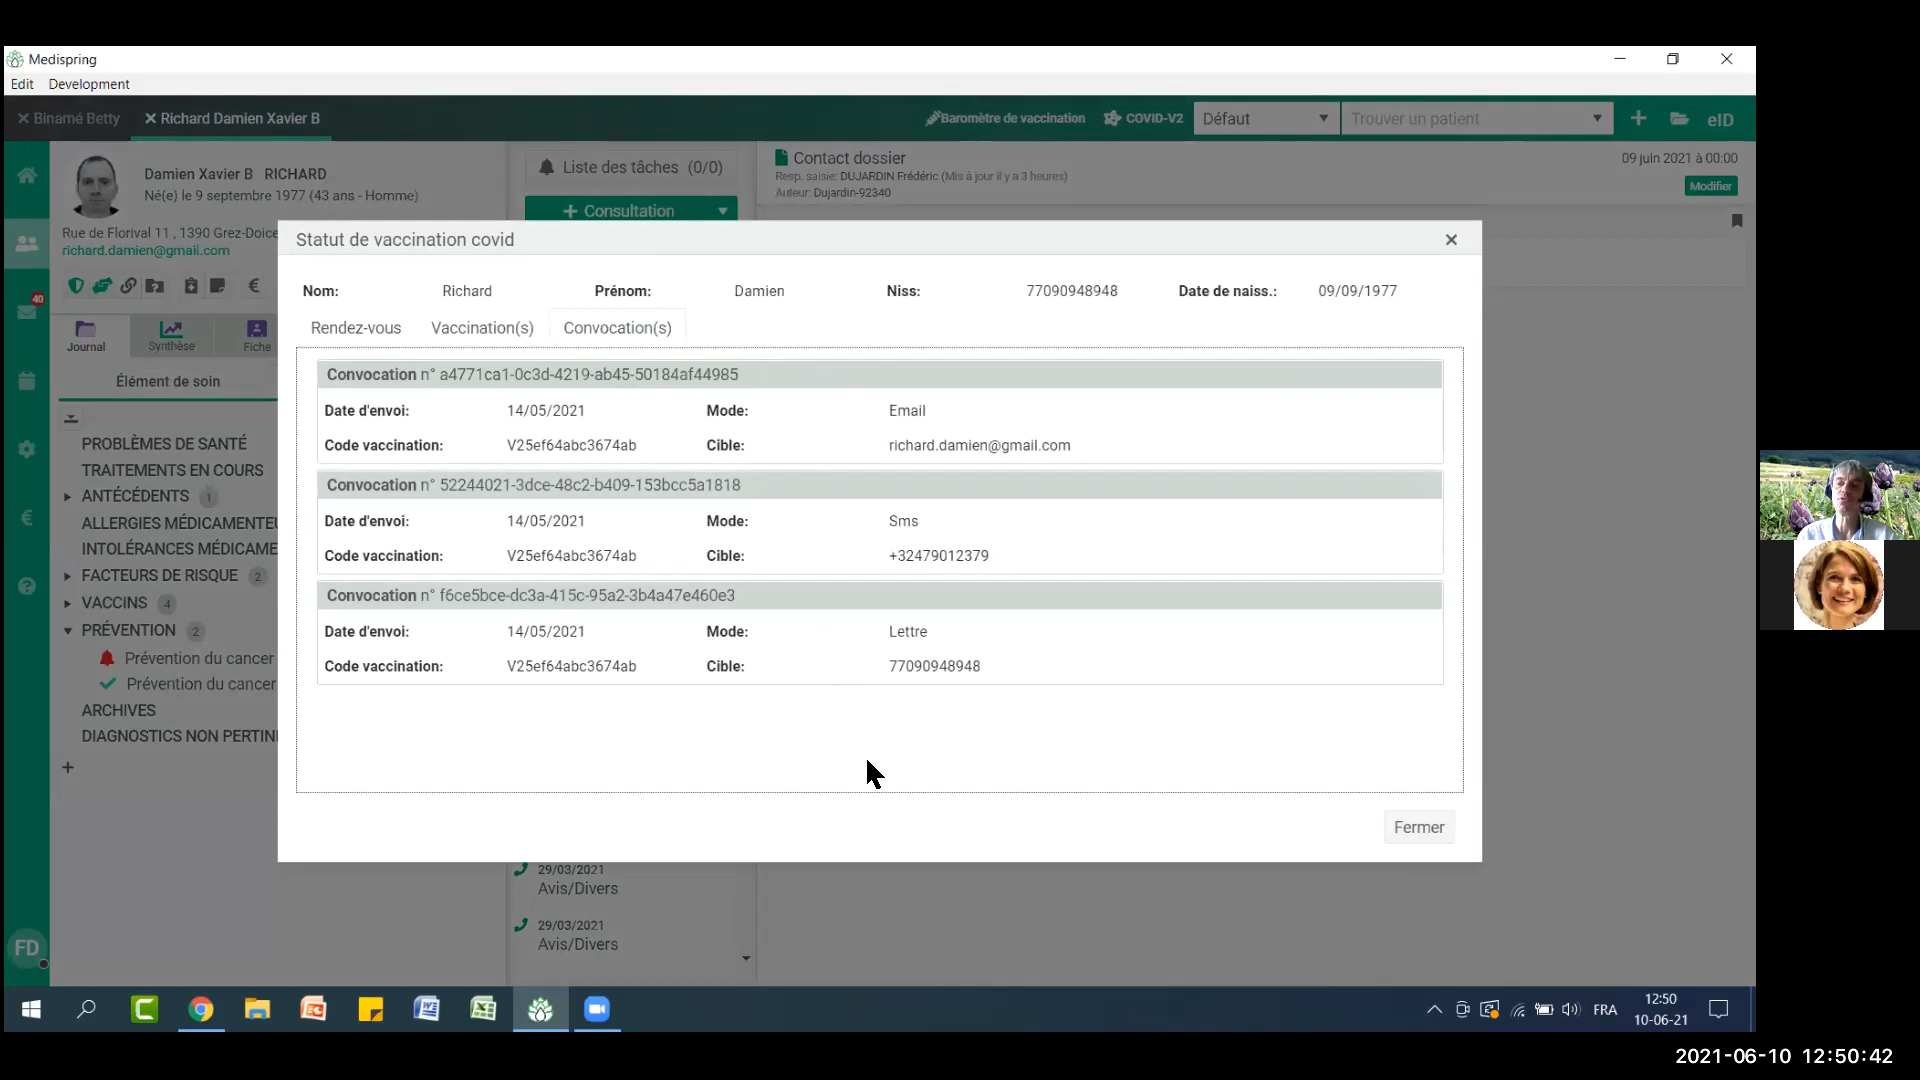 Medispring
Edit Development
Binamé Betty Richard Damien Xavier B Baromètre de vaccination COVID-V2 Défaut Trouver un patient eID
Damien Xavier B RICHARD
Né(e) le 9 septembre 1977 (43 ans - Homme)
Rue de Florival 11 , 1390 Grez-Doice
richard.damien@gmail.com
40
Journal Synthèse Fiche
Élément de soin
PROBLÈMES DE SANTÉ
TRAITEMENTS EN COURS
ANTÉCÉDENTS 1
ALLERGIES MÉDICAMENTEU
INTOLÉRANCES MÉDICAME
FACTEURS DE RISQUE 2
VACCINS 4
PRÉVENTION 2
Prévention du cancer
Prévention du cancer
ARCHIVES
DIAGNOSTICS NON PERTIN
+
FD
Liste des tâches (0/0)
+ Consultation
Contact dossier
Resp. saisie: DUJARDIN Frédéric (Mis à jour il y a 3 heures)
Auteur: Dujardin-92340
09 juin 2021 à 00:00
Modifier
Statut de vaccination covid
Nom: Richard Prénom: Damien Niss: 77090948948 Date de naiss.: 09/09/1977
Rendez-vous Vaccination(s) Convocation(s)
Convocation n° a4771ca1-0c3d-4219-ab45-50184af44985
Date d'envoi: 14/05/2021 Mode: Email
Code vaccination: V25ef64abc3674ab Cible: richard.damien@gmail.com
Convocation n° 52244021-3dce-48c2-b409-153bcc5a1818
Date d'envoi: 14/05/2021 Mode: Sms
Code vaccination: V25ef64abc3674ab Cible: +32479012379
Convocation n° f6ce5bce-dc3a-415c-95a2-3b4a47e460e3
Date d'envoi: 14/05/2021 Mode: Lettre
Code vaccination: V25ef64abc3674ab Cible: 77090948948
Fermer
29/03/2021
Avis/Divers
29/03/2021
Avis/Divers
FRA
12:50
10-06-21
2021-06-10 12:50:42